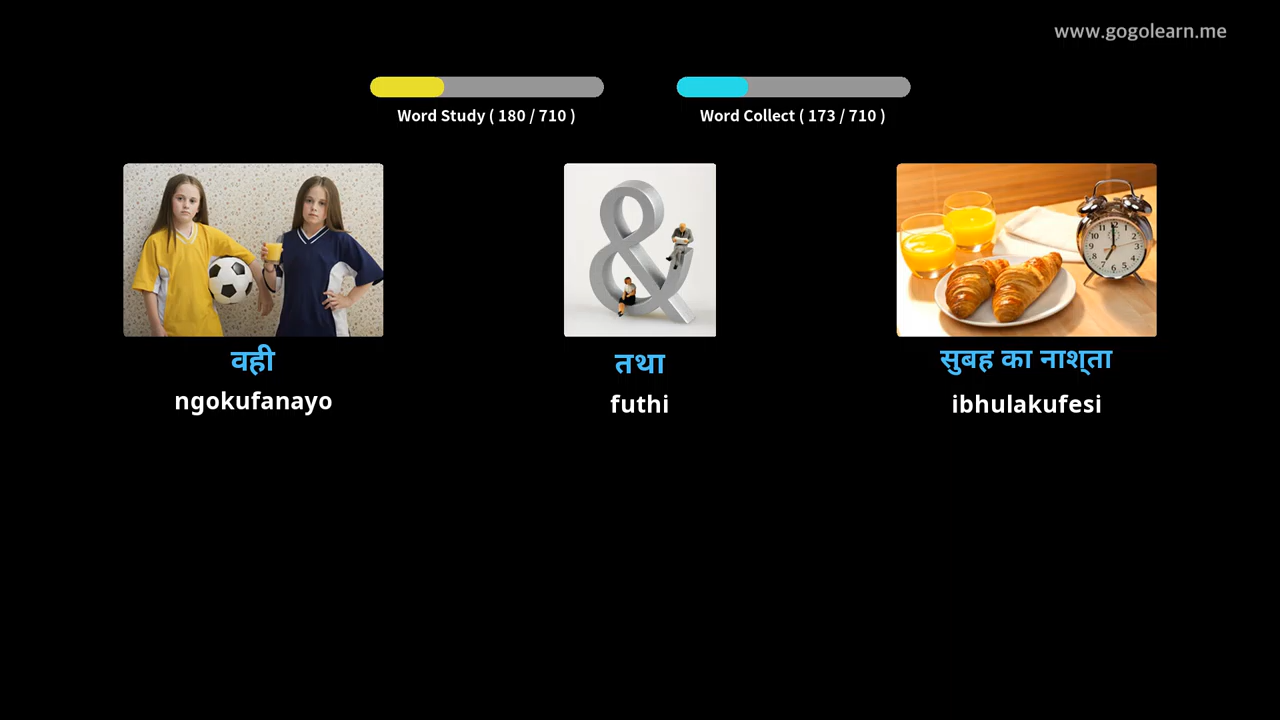 www.gogolearn.me
Word Study ( 180 / 710 )
Word Collect ( 173 / 710 )
वही
तथा
सुबह का नाश्ता
ngokufanayo
futhi
ibhulakufesi